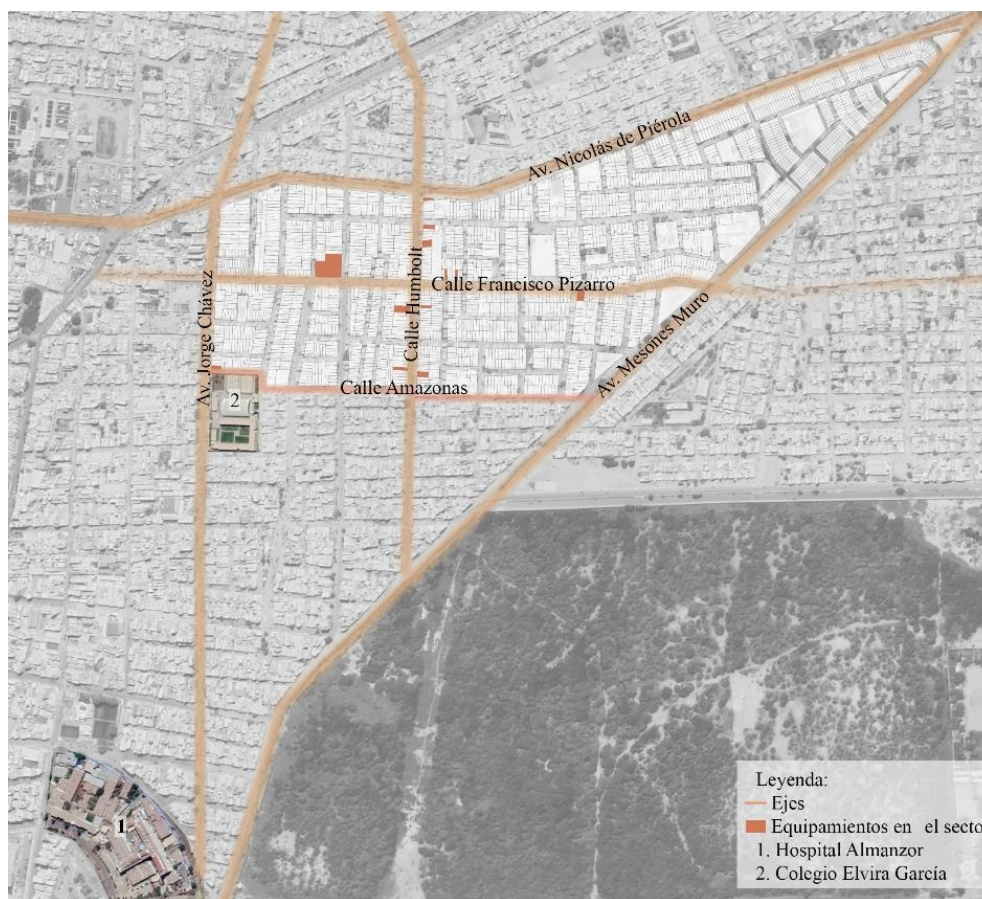 Av. Nicolás de Piérola
Av. Jorge Chávez
Calle Humbolt
Calle Francisco Pizarro
Av. Mesones Muro
Calle Amazonas
2
1
Leyenda:
Ejes
Equipamientos en el secto
1. Hospital Almanzor
2. Colegio Elvira García